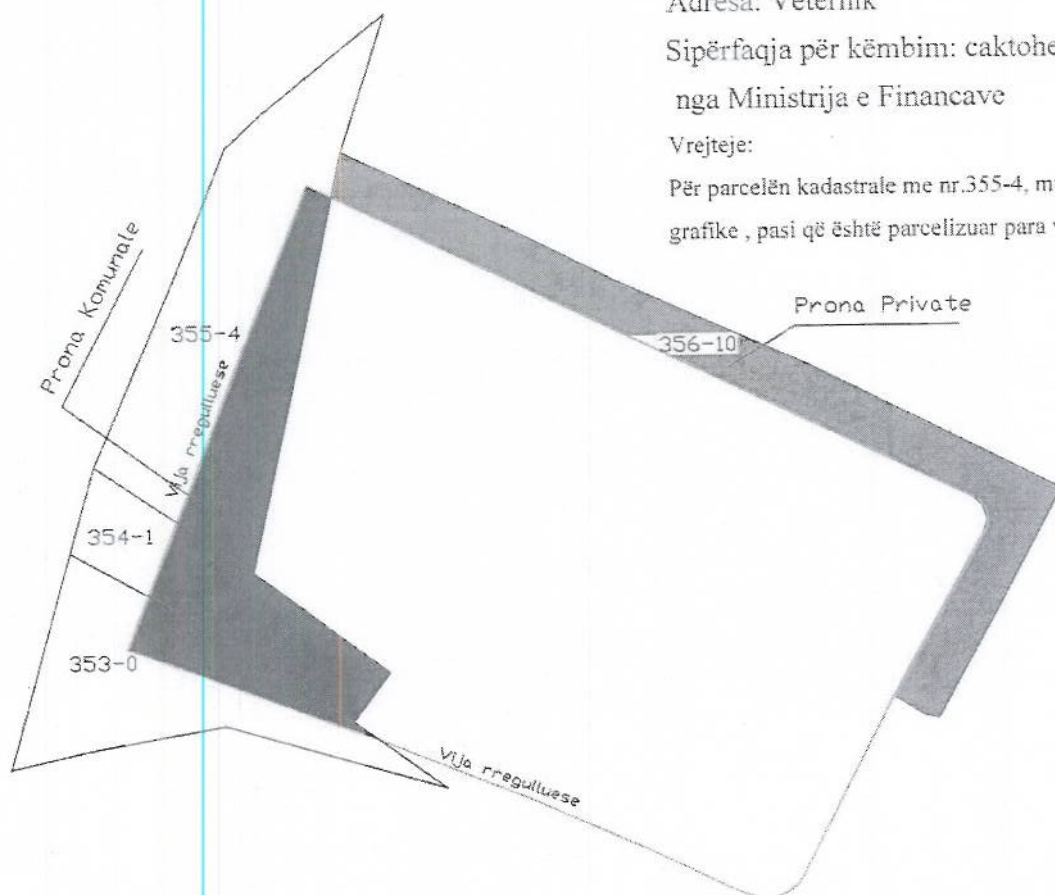 Adresa: Veternik
Sipërfaqja për këmbim: caktohe
nga Ministrija e Financave
Vrejteje:
Për parcelën kadastrale me nr.355-4, m
grafike , pasi që është parcelizuar para
Prona Komunale
355-4
Vija rregulluese
Prona Private
356-10
354-1
353-0
Vija rregulluese